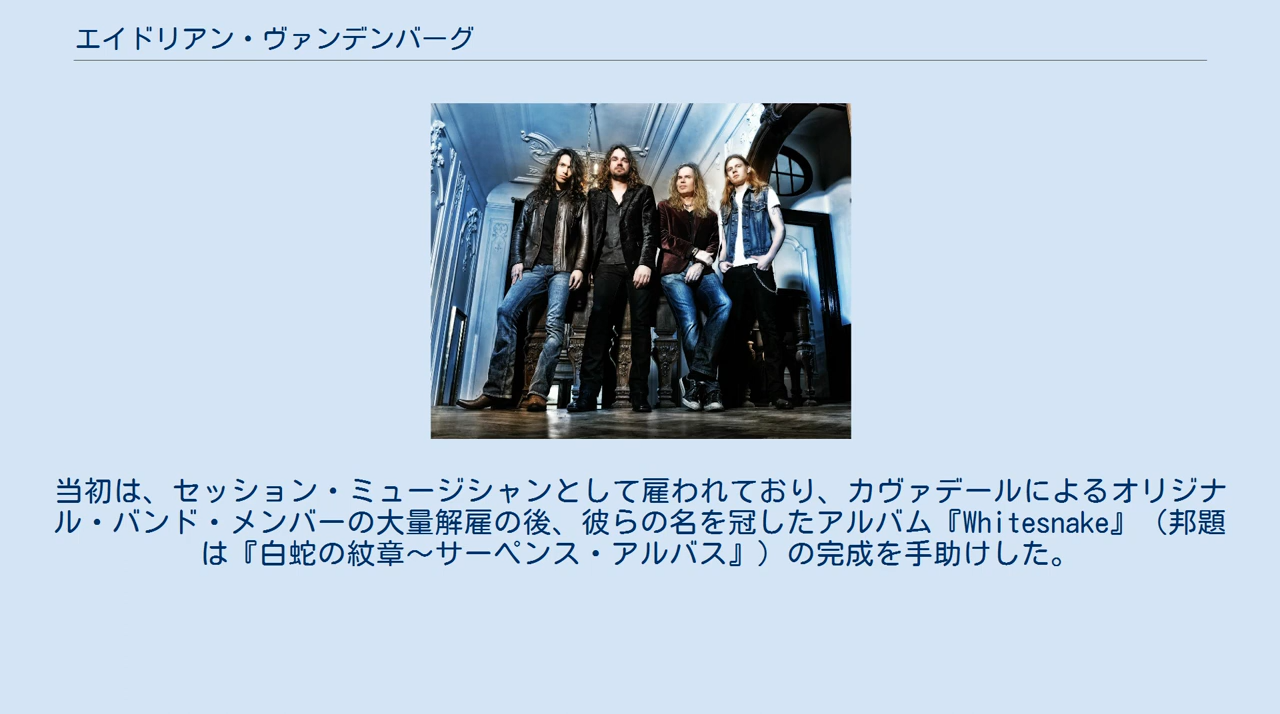 エイドリアン・ヴァンデンバーグ
当初は、セッション・ミュージシャンとして雇われており、カヴァデールによるオリジナ
ル・バンド・メンバーの大量解雇の後、彼らの名を冠したアルバム『Whitesnake』（邦題
は『白蛇の紋章～サーペンス・アルバス』）の完成を手助けした。